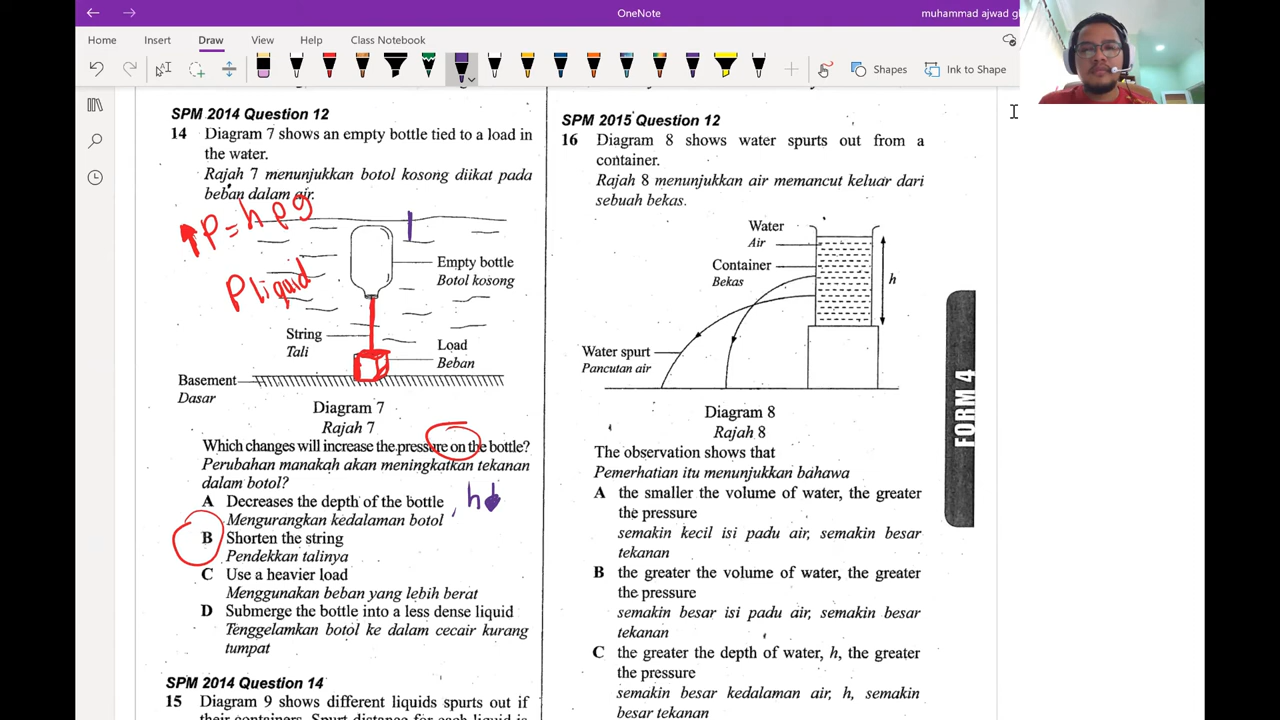 OneNote
muhammad ajwad gh
Home Insert Draw View Help Class Notebook
Shapes Ink to Shape
SPM 2014 Question 12
14 Diagram 7 shows an empty bottle tied to a load in
the water.
Rajah 7 menunjukkan botol kosong diikat pada
beban dalam air.
↑P = hρg
Pliquid
Empty bottle
Botol kosong
String
Tali
Load
Beban
Basement
Dasar
Diagram 7
Rajah 7
Which changes will increase the pressure on the bottle?
Perubahan manakah akan meningkatkan tekanan
dalam botol?
A Decreases the depth of the bottle h↓
Mengurangkan kedalaman botol
B Shorten the string
Pendekkan talinya
C Use a heavier load
Menggunakan beban yang lebih berat
D Submerge the bottle into a less dense liquid
Tenggelamkan botol ke dalam cecair kurang
tumpat
SPM 2014 Question 14
15 Diagram 9 shows different liquids spurts out if
their containers. Spurt distance for each liquid is
SPM 2015 Question 12
16 Diagram 8 shows water spurts out from a
container.
Rajah 8 menunjukkan air memancut keluar dari
sebuah bekas.
Water
Air
Container
Bekas
h
Water spurt
Pancutan air
Diagram 8
Rajah 8
The observation shows that
Pemerhatian itu menunjukkan bahawa
A the smaller the volume of water, the greater
the pressure
semakin kecil isi padu air, semakin besar
tekanan
B the greater the volume of water, the greater
the pressure
semakin besar isi padu air, semakin besar
tekanan
C the greater the depth of water, h, the greater
the pressure
semakin besar kedalaman air, h, semakin
besar tekanan
FORM 4